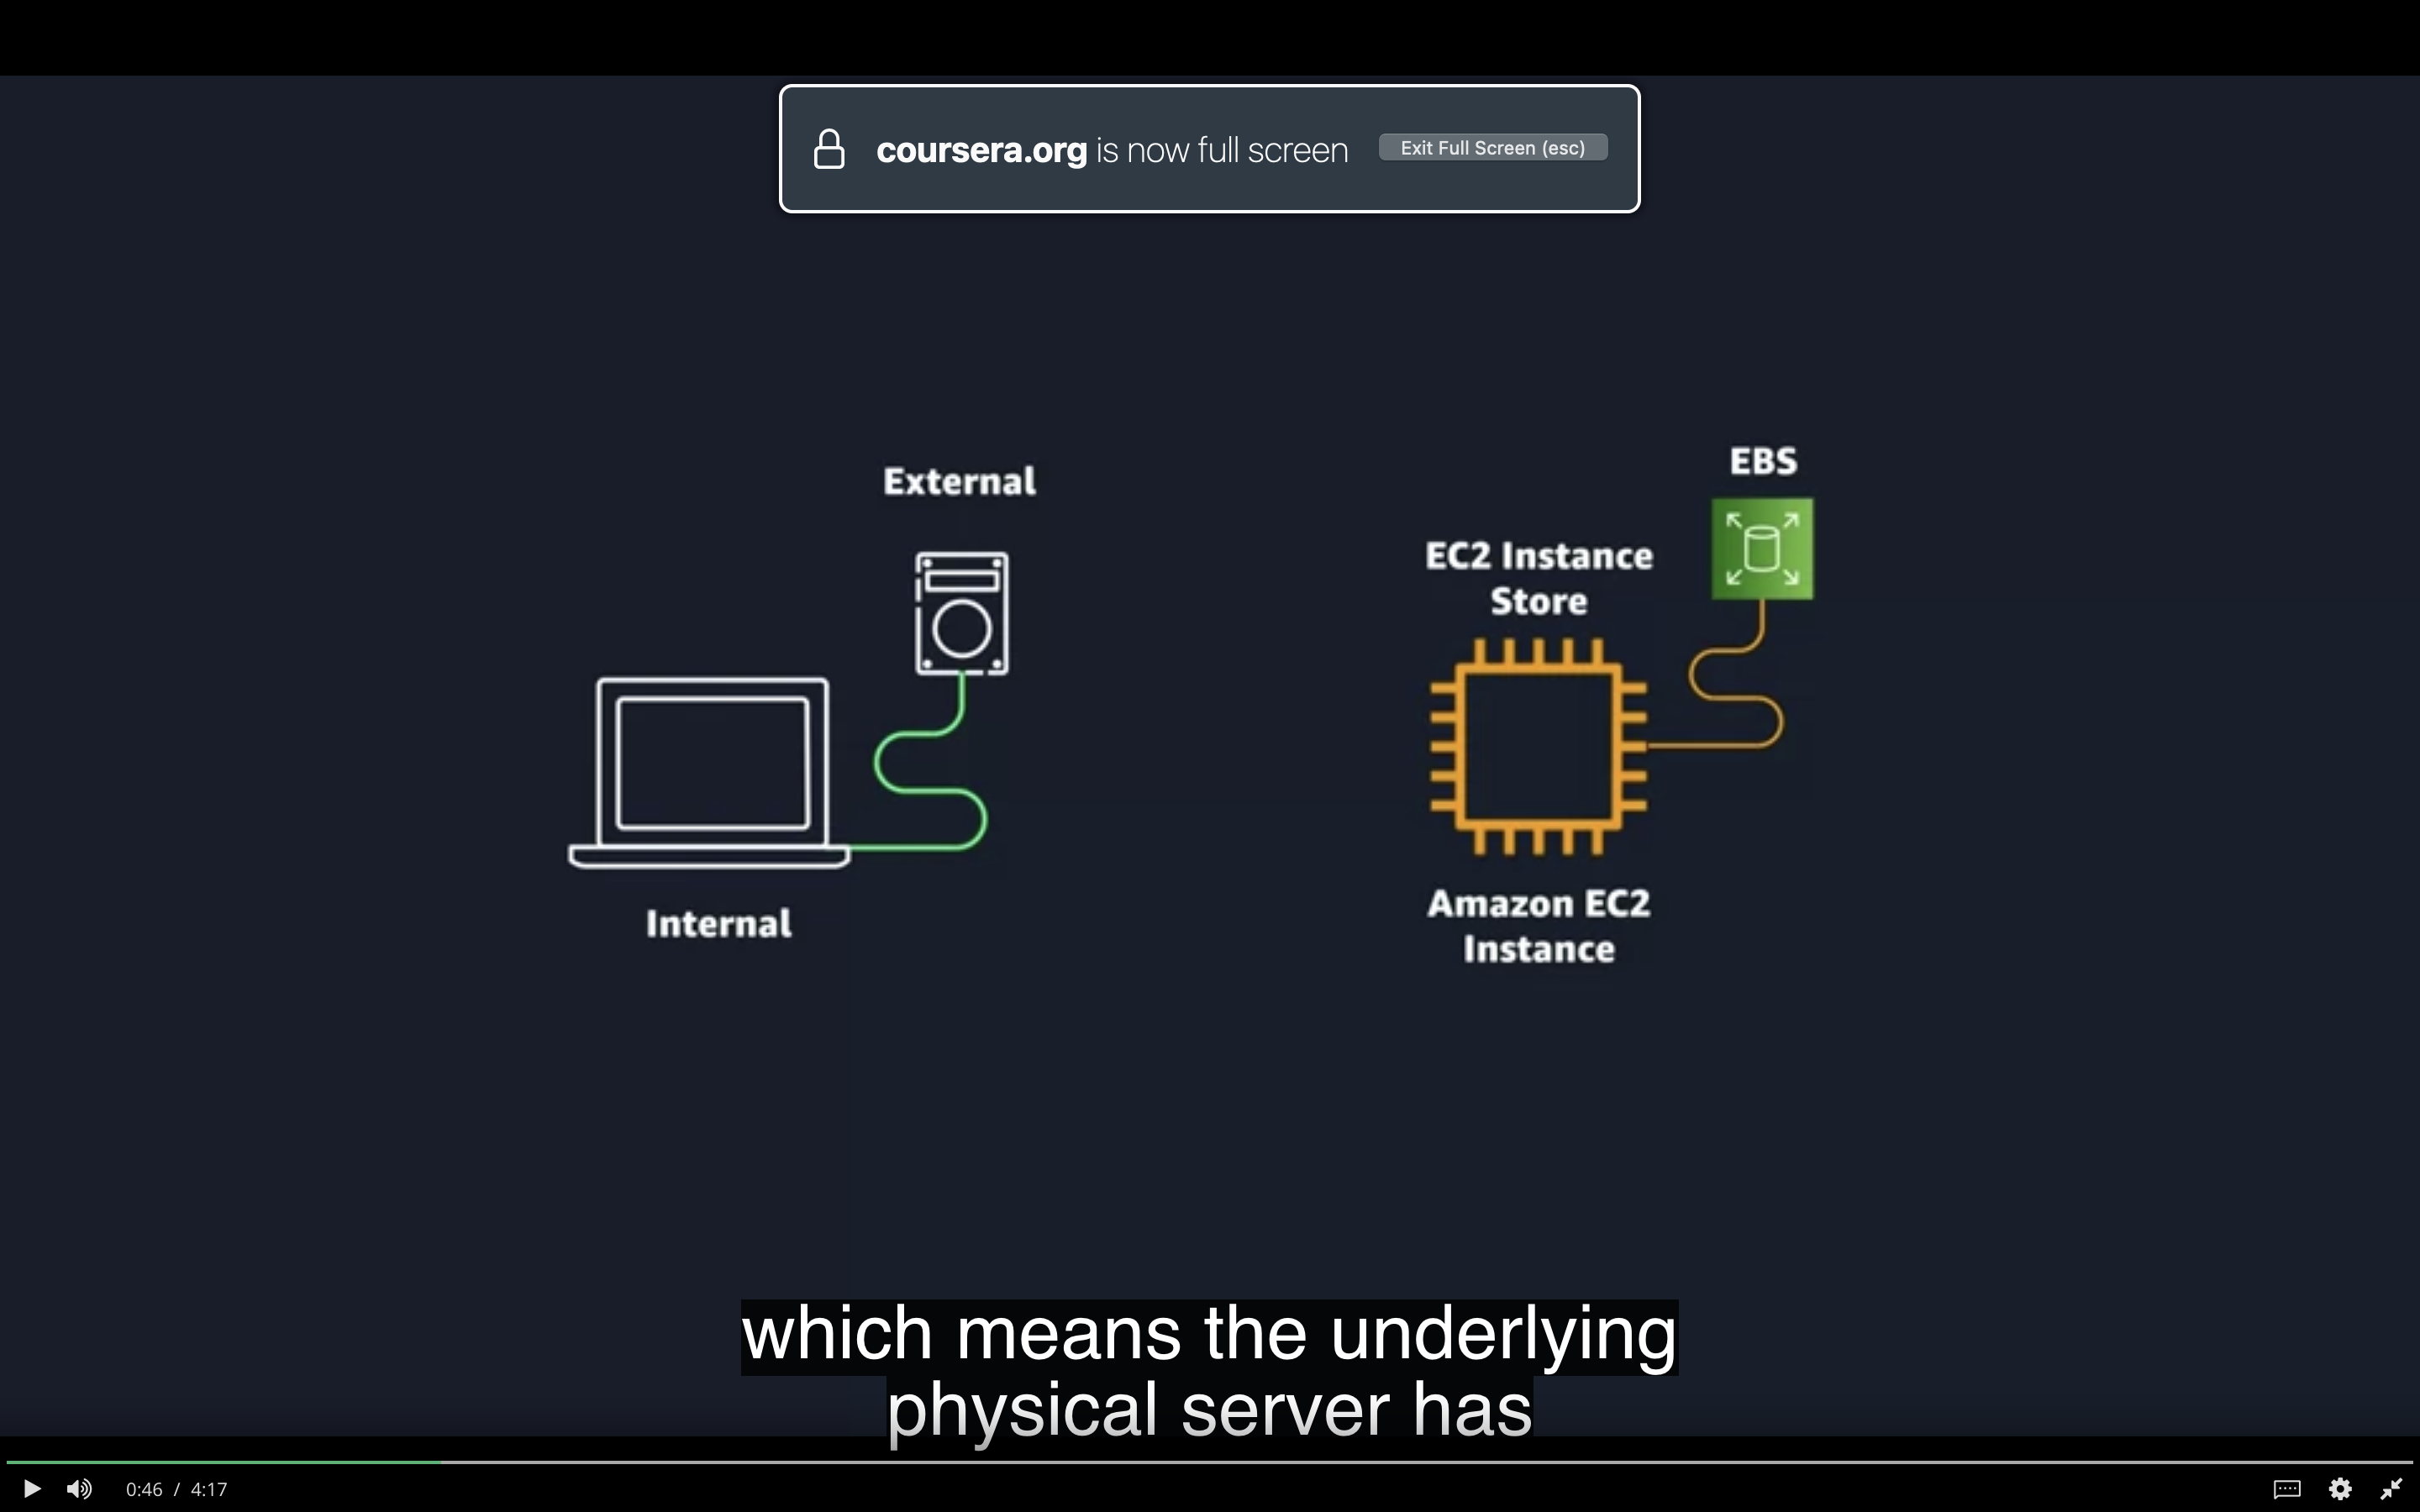 coursera.org is now full screen
Exit Full Screen (esc)
External
Internal
EBS
EC2 Instance
Store
Amazon EC2
Instance
which means the underlying
physical server has
0:46 / 4:17